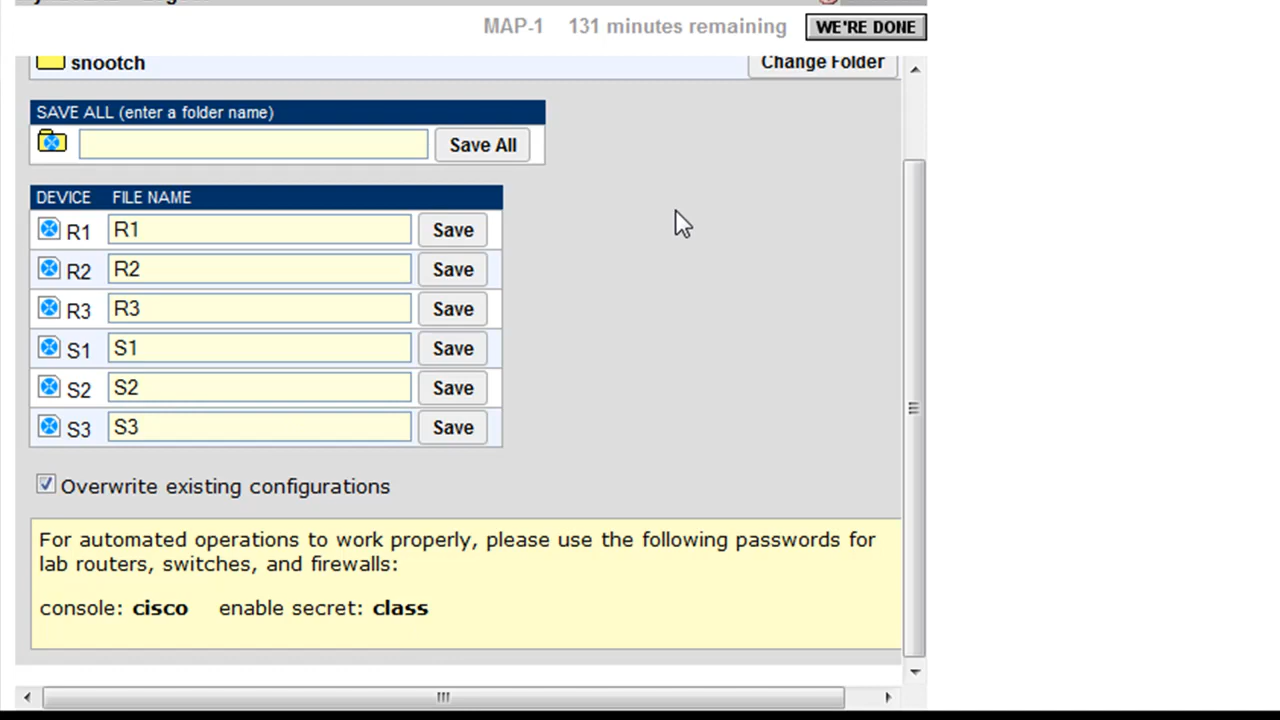 MAP-1 131 minutes remaining WE'RE DONE
snootch Change Folder
SAVE ALL (enter a folder name)
Save All
DEVICE FILE NAME
R1 R1 Save
R2 R2 Save
R3 R3 Save
S1 S1 Save
S2 S2 Save
S3 S3 Save
Overwrite existing configurations
For automated operations to work properly, please use the following passwords for
lab routers, switches, and firewalls:
console: cisco enable secret: class